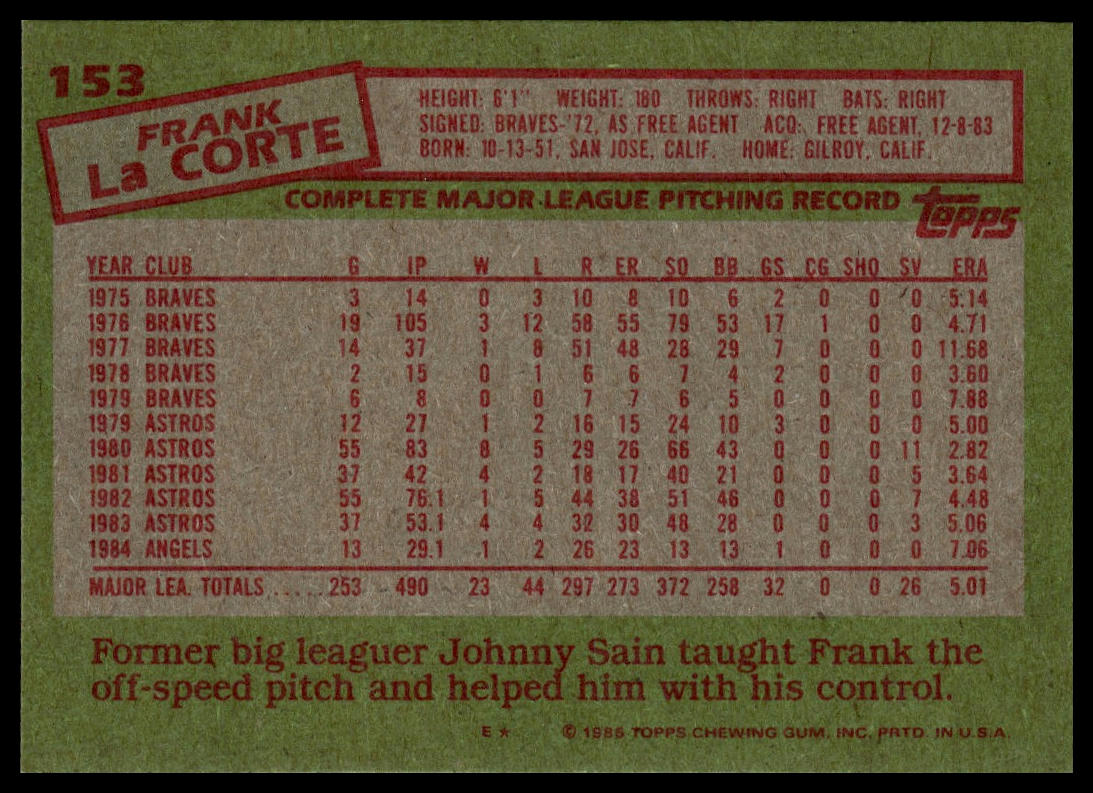 153
FRANK
La CORTE
HEIGHT: 6'1" WEIGHT: 180 THROWS: RIGHT BATS: RIGHT
SIGNED: BRAVES-'72, AS FREE AGENT ACQ: FREE AGENT, 12-8-83
BORN: 10-13-51, SAN JOSE, CALIF. HOME: GILROY, CALIF.
COMPLETE MAJOR LEAGUE PITCHING RECORD
topps
YEAR CLUB G IP W L R ER SO BB GS CG SHO SV ERA
1975 BRAVES 3 14 0 3 10 8 10 6 2 0 0 0 5.14
1976 BRAVES 19 105 3 12 58 55 79 53 17 1 0 0 4.71
1977 BRAVES 14 37 1 8 51 48 28 29 7 0 0 0 11.68
1978 BRAVES 2 15 0 1 6 6 7 4 2 0 0 0 3.60
1979 BRAVES 6 8 0 0 7 7 6 5 0 0 0 0 7.88
1979 ASTROS 12 27 1 2 16 15 24 10 3 0 0 0 5.00
1980 ASTROS 55 83 8 5 29 26 66 43 0 0 0 11 2.82
1981 ASTROS 37 42 4 2 18 17 40 21 0 0 0 5 3.64
1982 ASTROS 55 76.1 1 5 44 38 51 46 0 0 0 7 4.48
1983 ASTROS 37 53.1 4 4 32 30 48 28 0 0 0 3 5.06
1984 ANGELS 13 29.1 1 2 26 23 13 13 1 0 0 0 7.06
MAJOR LEA. TOTALS ..... 253 490 23 44 297 273 372 258 32 0 0 26 5.01
Former big leaguer Johnny Sain taught Frank the
off-speed pitch and helped him with his control.
E ★ © 1985 TOPPS CHEWING GUM, INC. PRTD. IN U.S.A.